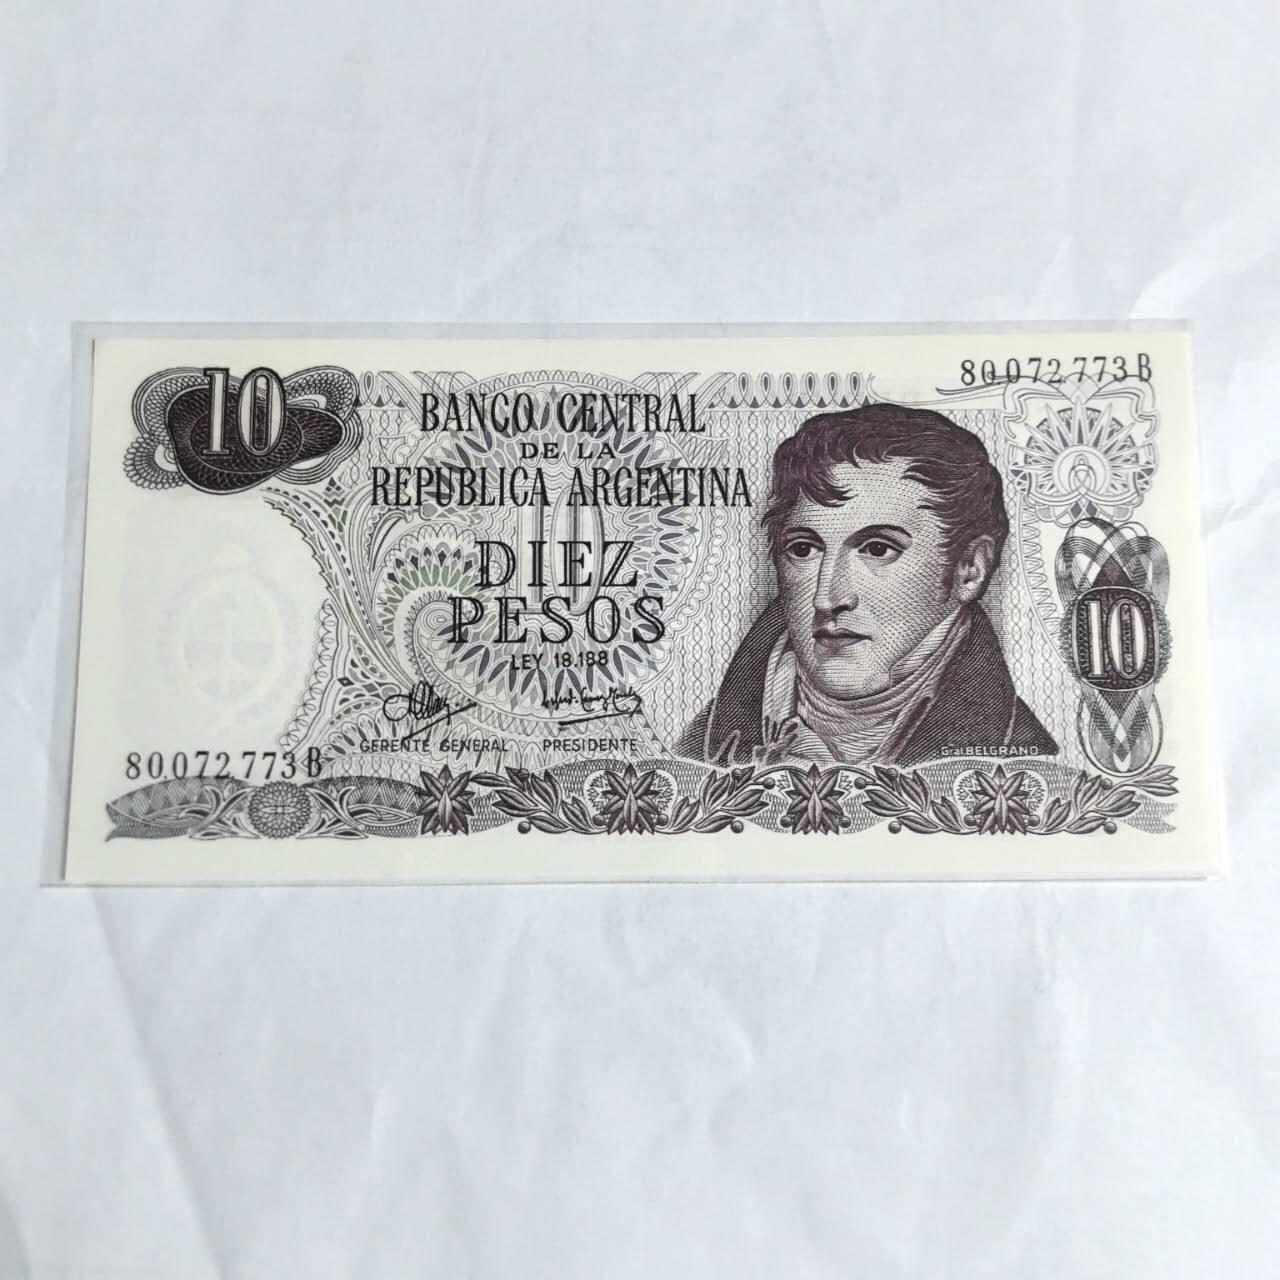 10
80.072.773 B
BANCO CENTRAL
DE LA
REPUBLICA ARGENTINA
10
DIEZ
PESOS
LEY 18.188
10
GERENTE GENERAL PRESIDENTE
Gral.BELGRANO
80.072.773 B